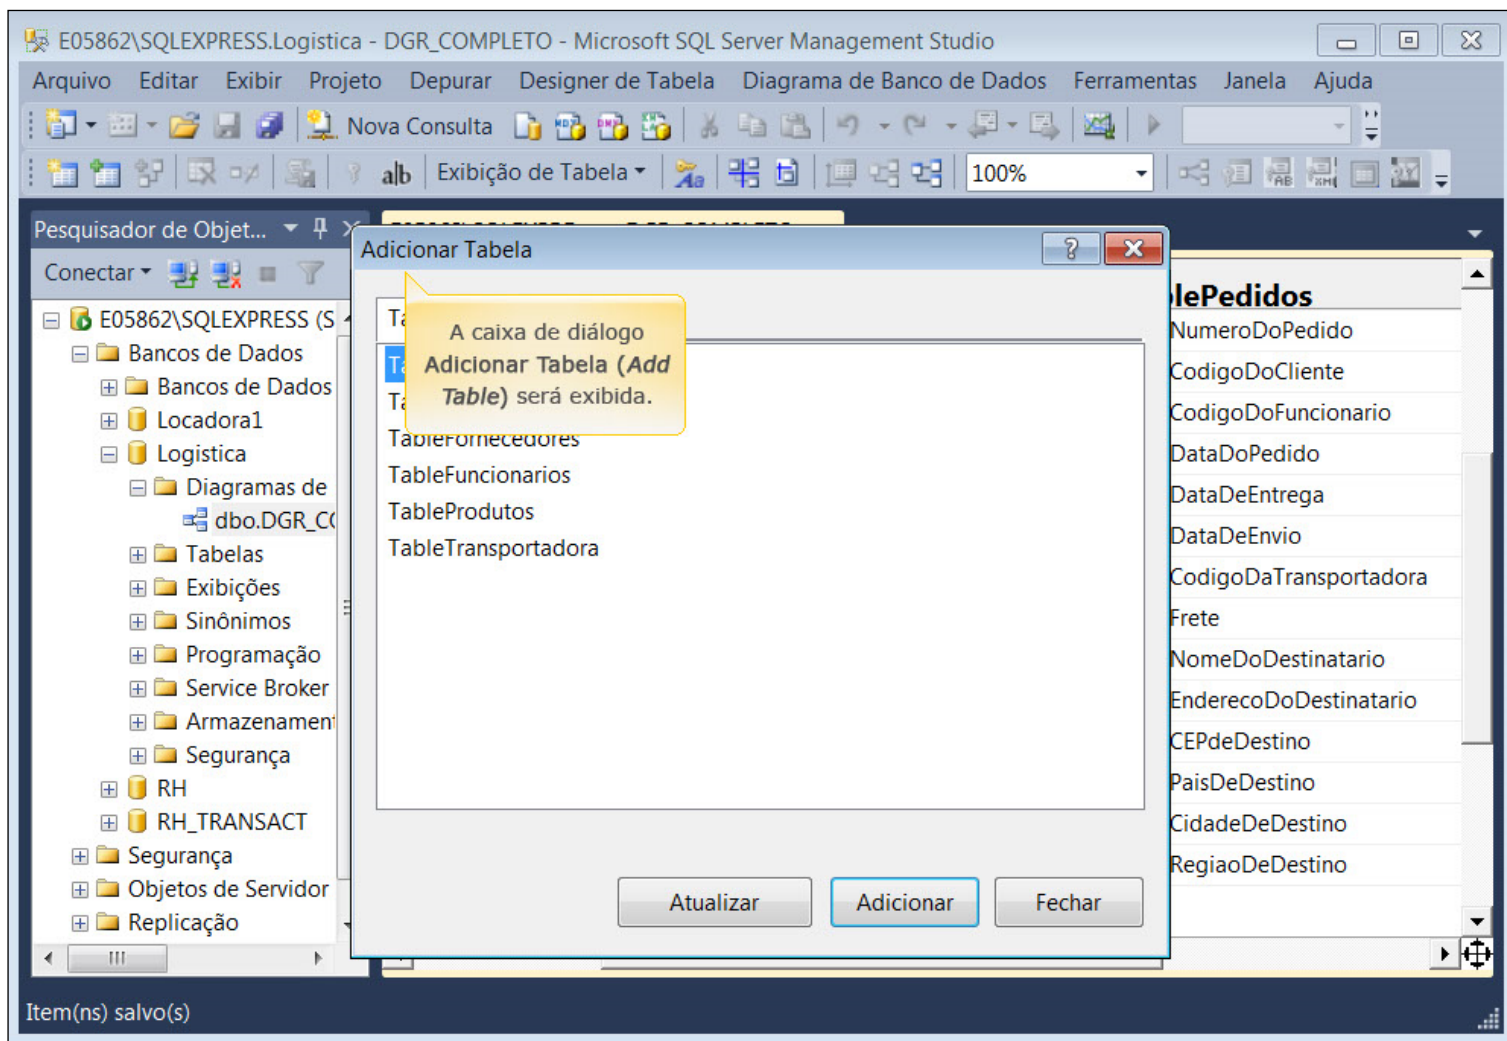 E05862\SQLEXPRESS.Logistica - DGR_COMPLETO - Microsoft SQL Server Management Studio
Arquivo Editar Exibir Projeto Depurar Designer de Tabela Diagrama de Banco de Dados Ferramentas Janela Ajuda
Nova Consulta
Exibição de Tabela 100%
Pesquisador de Objet...
Conectar
E05862\SQLEXPRESS (S
Bancos de Dados
Bancos de Dados
Locadora1
Logistica
Diagramas de
dbo.DGR_C
Tabelas
Exibições
Sinônimos
Programação
Service Broker
Armazenament
Segurança
RH
RH_TRANSACT
Segurança
Objetos de Servidor
Replicação
Adicionar Tabela
A caixa de diálogo
Adicionar Tabela (Add
Table) será exibida.
TableFornecedores
TableFuncionarios
TableProdutos
TableTransportadora
Atualizar Adicionar Fechar
lePedidos
NumeroDoPedido
CodigoDoCliente
CodigoDoFuncionario
DataDoPedido
DataDeEntrega
DataDeEnvio
CodigoDaTransportadora
Frete
NomeDoDestinatario
EnderecoDoDestinatario
CEPdeDestino
PaisDeDestino
CidadeDeDestino
RegiaoDeDestino
Item(ns) salvo(s)